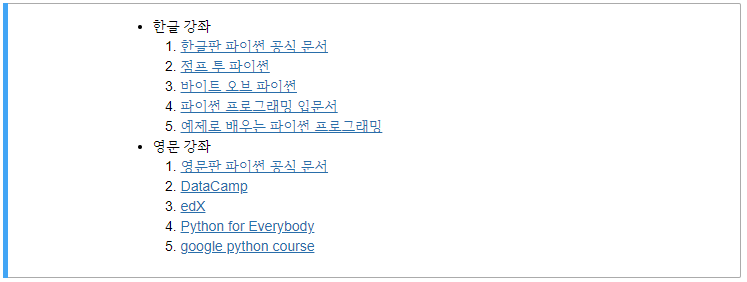 • 한글 강좌
1. 한글판 파이썬 공식 문서
2. 점프 투 파이썬
3. 바이트 오브 파이썬
4. 파이썬 프로그래밍 입문서
5. 예제로 배우는 파이썬 프로그래밍
• 영문 강좌
1. 영문판 파이썬 공식 문서
2. DataCamp
3. edX
4. Python for Everybody
5. google python course